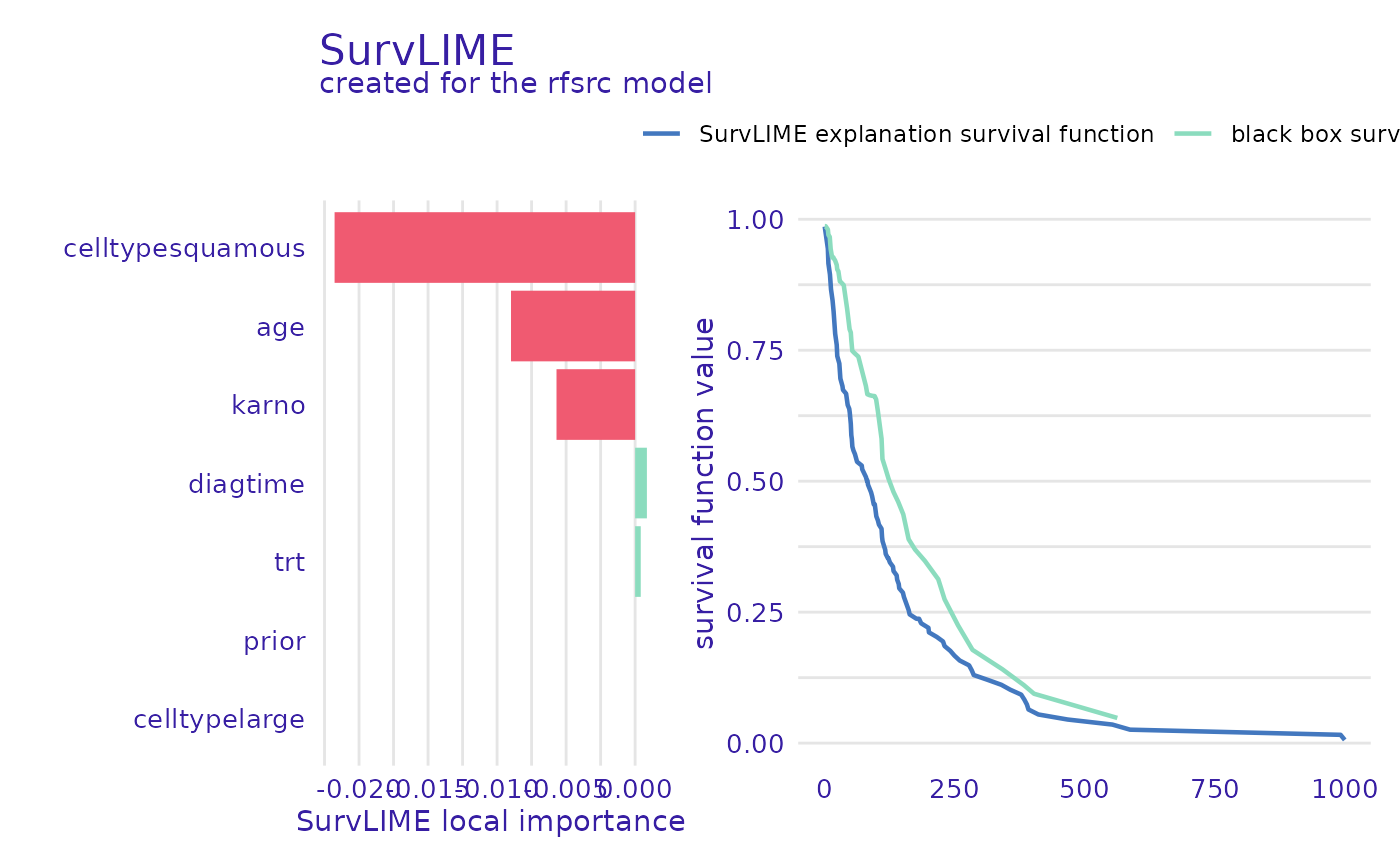 SurvLIME
created for the rfsrc model
SurvLIME explanation survival function
black box surv
celltypesquamous
age
karno
diagtime
trt
prior
celltypelarge
-0.020
-0.015
-0.010
-0.005
0.000
SurvLIME local importance
survival function value
1.00
0.75
0.50
0.25
0.00
0
250
500
750
1000